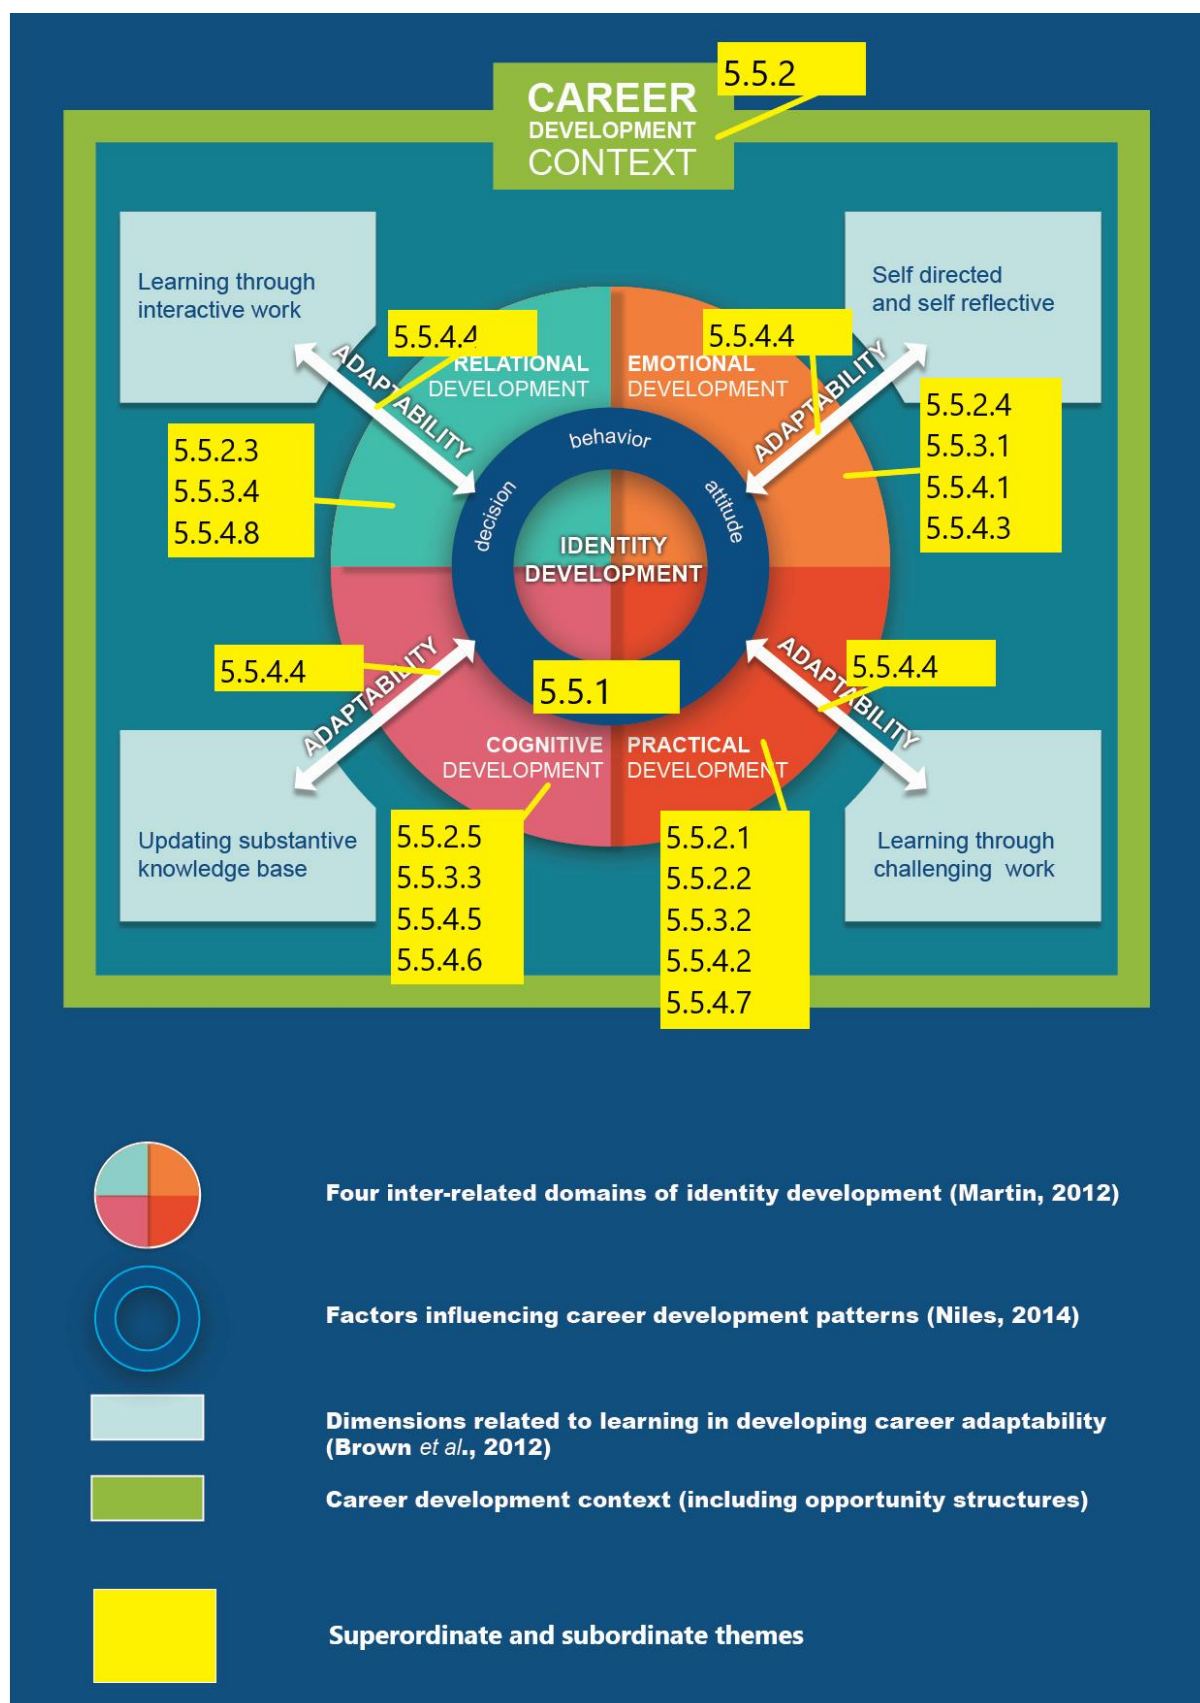 5.5.2
CAREER
DEVELOPMENT
CONTEXT
Learning through
interactive work
Self directed
and self reflective
5.5.4.4
5.5.4.4
ADAPTABILITY
ADAPTABILITY
RELATIONAL
DEVELOPMENT
EMOTIONAL
DEVELOPMENT
5.5.2.3
5.5.3.4
5.5.4.8
5.5.2.4
5.5.3.1
5.5.4.1
5.5.4.3
decision
behavior
attitude
IDENTITY
DEVELOPMENT
5.5.4.4
ADAPTABILITY
5.5.1
ADAPTABILITY
5.5.4.4
COGNITIVE
DEVELOPMENT
PRACTICAL
DEVELOPMENT
Updating substantive
knowledge base
5.5.2.5
5.5.3.3
5.5.4.5
5.5.4.6
5.5.2.1
5.5.2.2
5.5.3.2
5.5.4.2
5.5.4.7
Learning through
challenging work
Four inter-related domains of identity development (Martin, 2012)
Factors influencing career development patterns (Niles, 2014)
Dimensions related to learning in developing career adaptability
(Brown et al., 2012)
Career development context (including opportunity structures)
Superordinate and subordinate themes